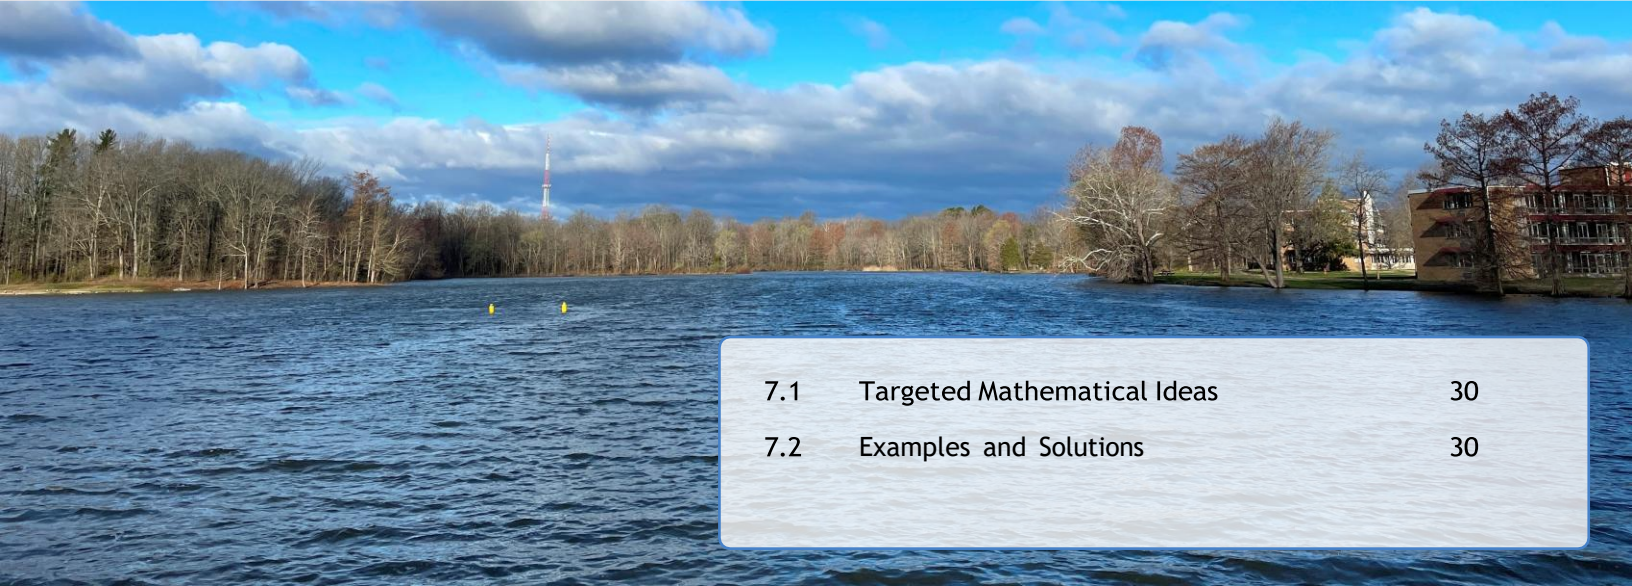 7.1 Targeted Mathematical Ideas 30
7.2 Examples and Solutions 30